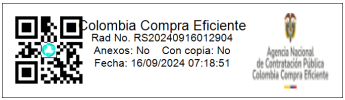 Colombia Compra Eficiente
Rad No. RS20240916012904
Anexos: No Con copia: No
Fecha: 16/09/2024 07:18:51
Agencia Nacional
de Contratación Pública
Colombia Compra Eficiente